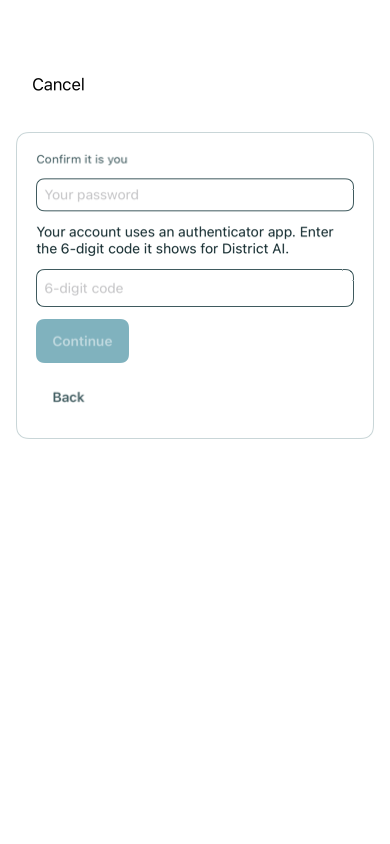 Cancel
Confirm it is you
Your password
Your account uses an authenticator app. Enter
the 6-digit code it shows for District AI.
6-digit code
Continue
Back